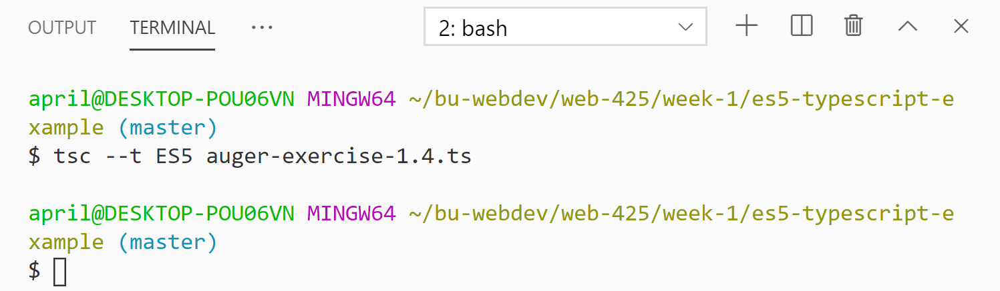 OUTPUT TERMINAL ··· 2: bash
april@DESKTOP-POU06VN MINGW64 ~/bu-webdev/web-425/week-1/es5-typescript-e
xample (master)
$ tsc --t ES5 auger-exercise-1.4.ts
april@DESKTOP-POU06VN MINGW64 ~/bu-webdev/web-425/week-1/es5-typescript-e
xample (master)
$